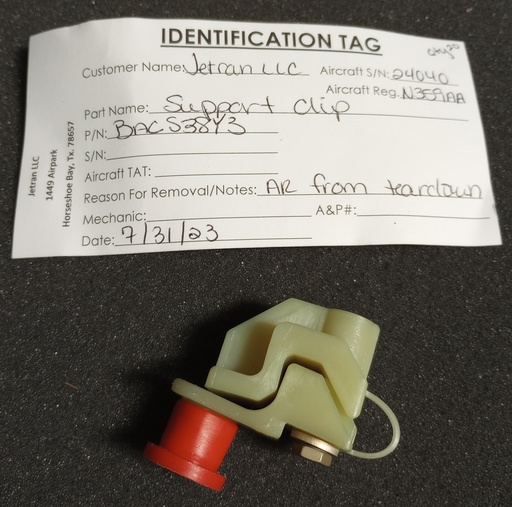 IDENTIFICATION TAG
qty 20
Customer Name: Jetran LLC Aircraft S/N: 24040
Aircraft Reg. N359AA
Part Name: Support clip
P/N: BACS38Y3
S/N:
Aircraft TAT:
Reason For Removal/Notes: AR from teardown
Mechanic: A&P#:
Date: 7/31/23
Jetran LLC
1449 Airpark
Horseshoe Bay, Tx. 78657